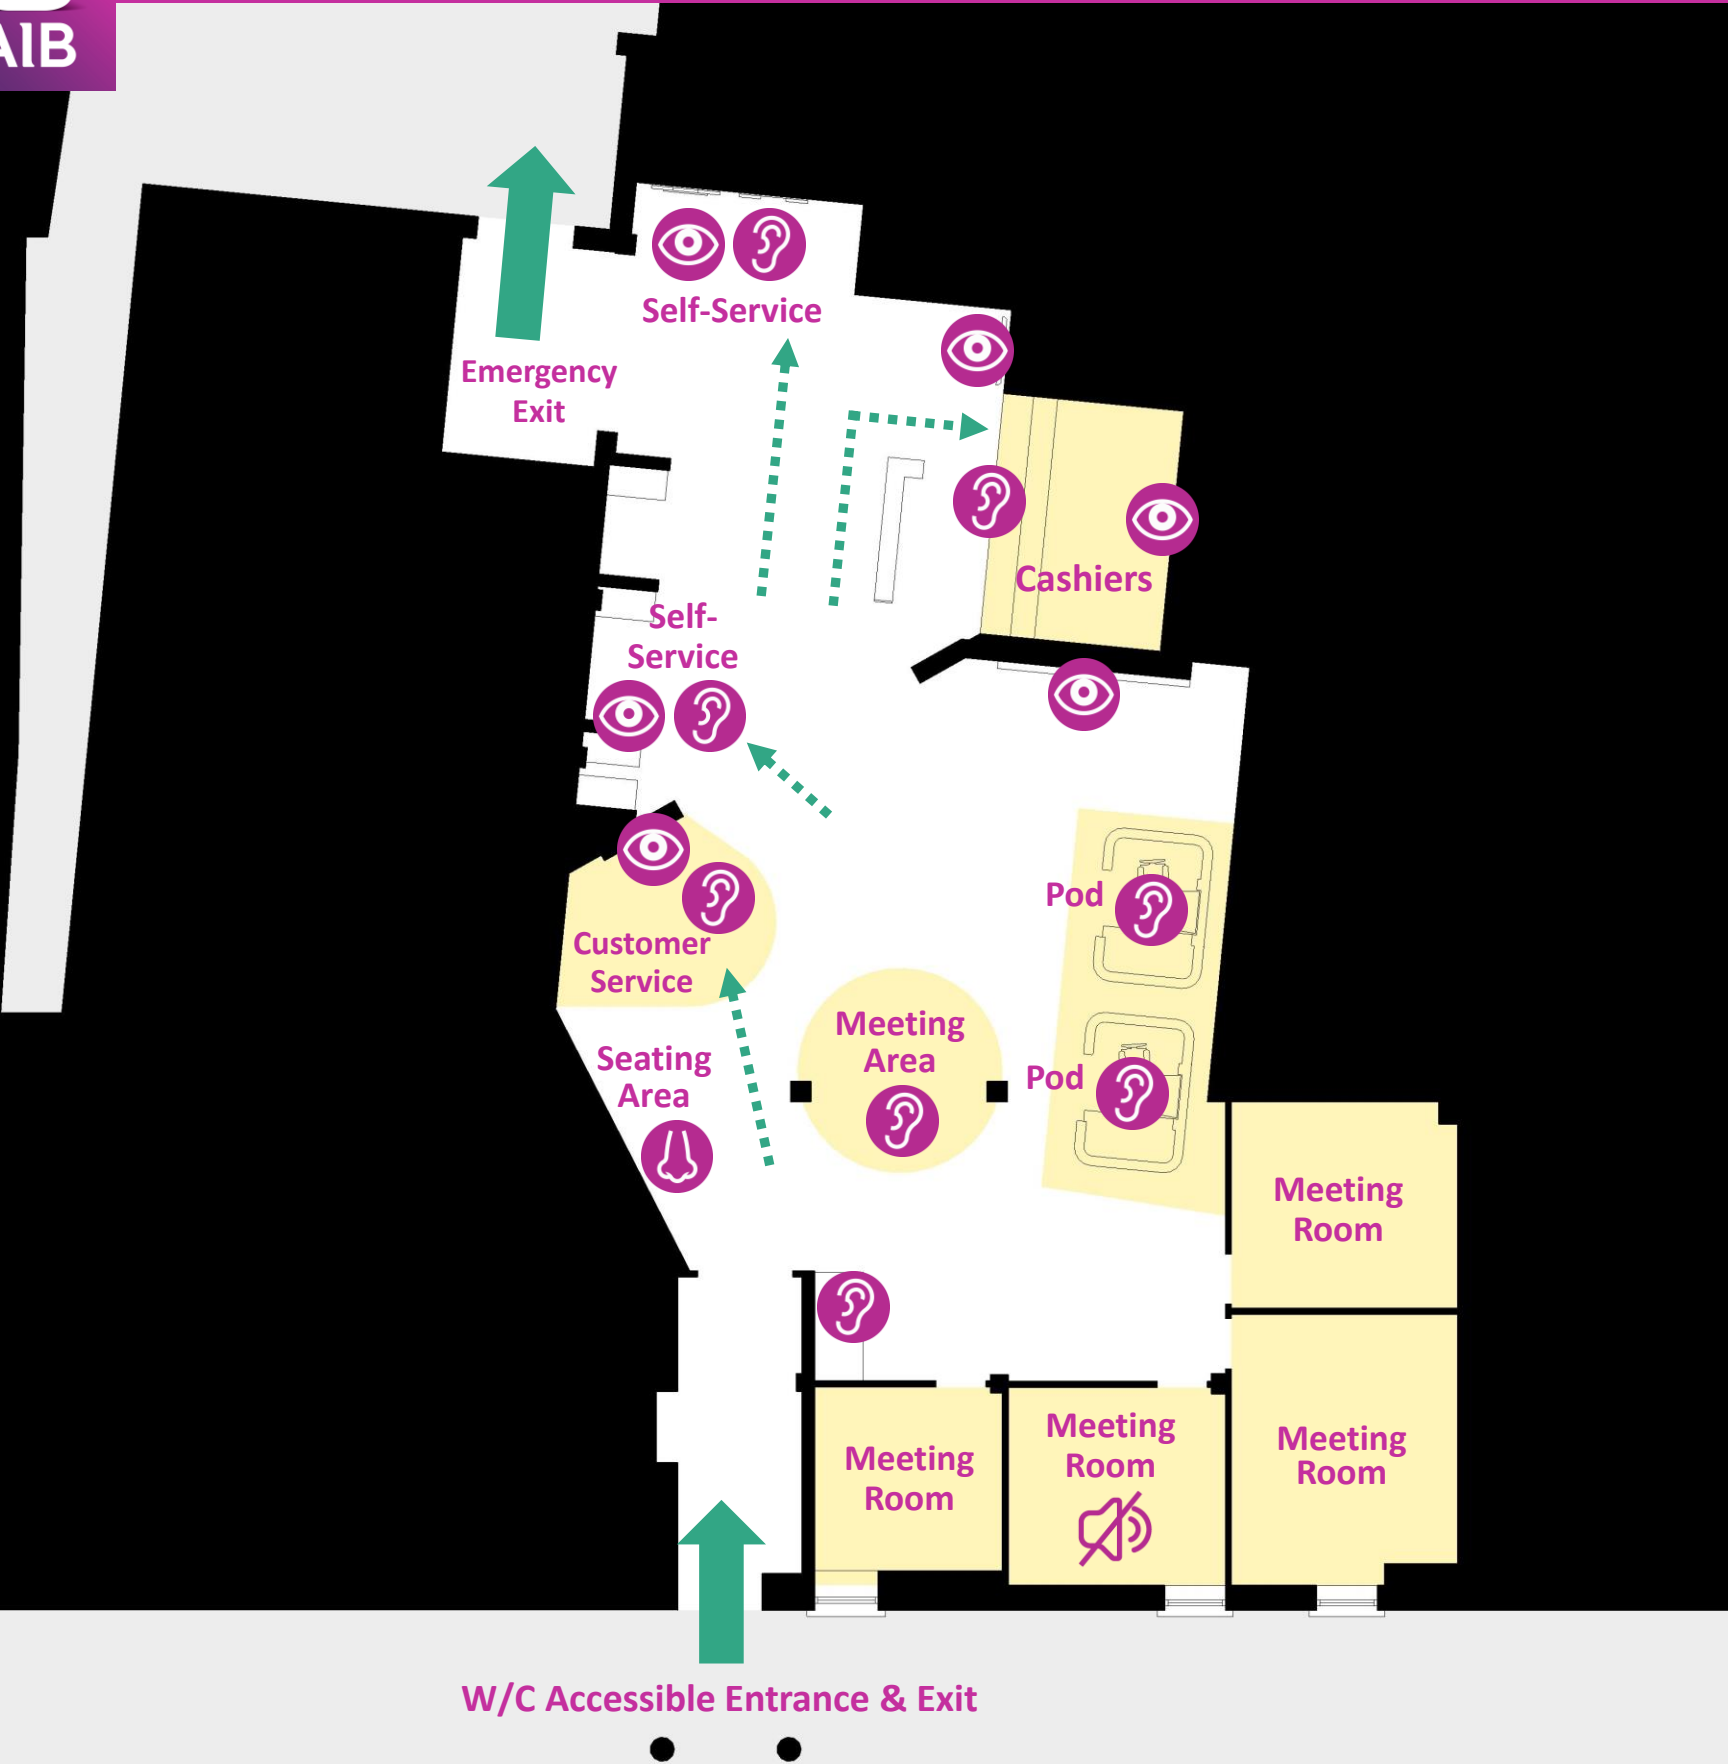 AIB
Self-Service
Emergency
Exit
Cashiers
Self-
Service
Pod
Customer
Service
Meeting
Area
Seating
Area
Pod
Meeting
Room
Meeting
Room
Meeting
Room
Meeting
Room
W/C Accessible Entrance & Exit